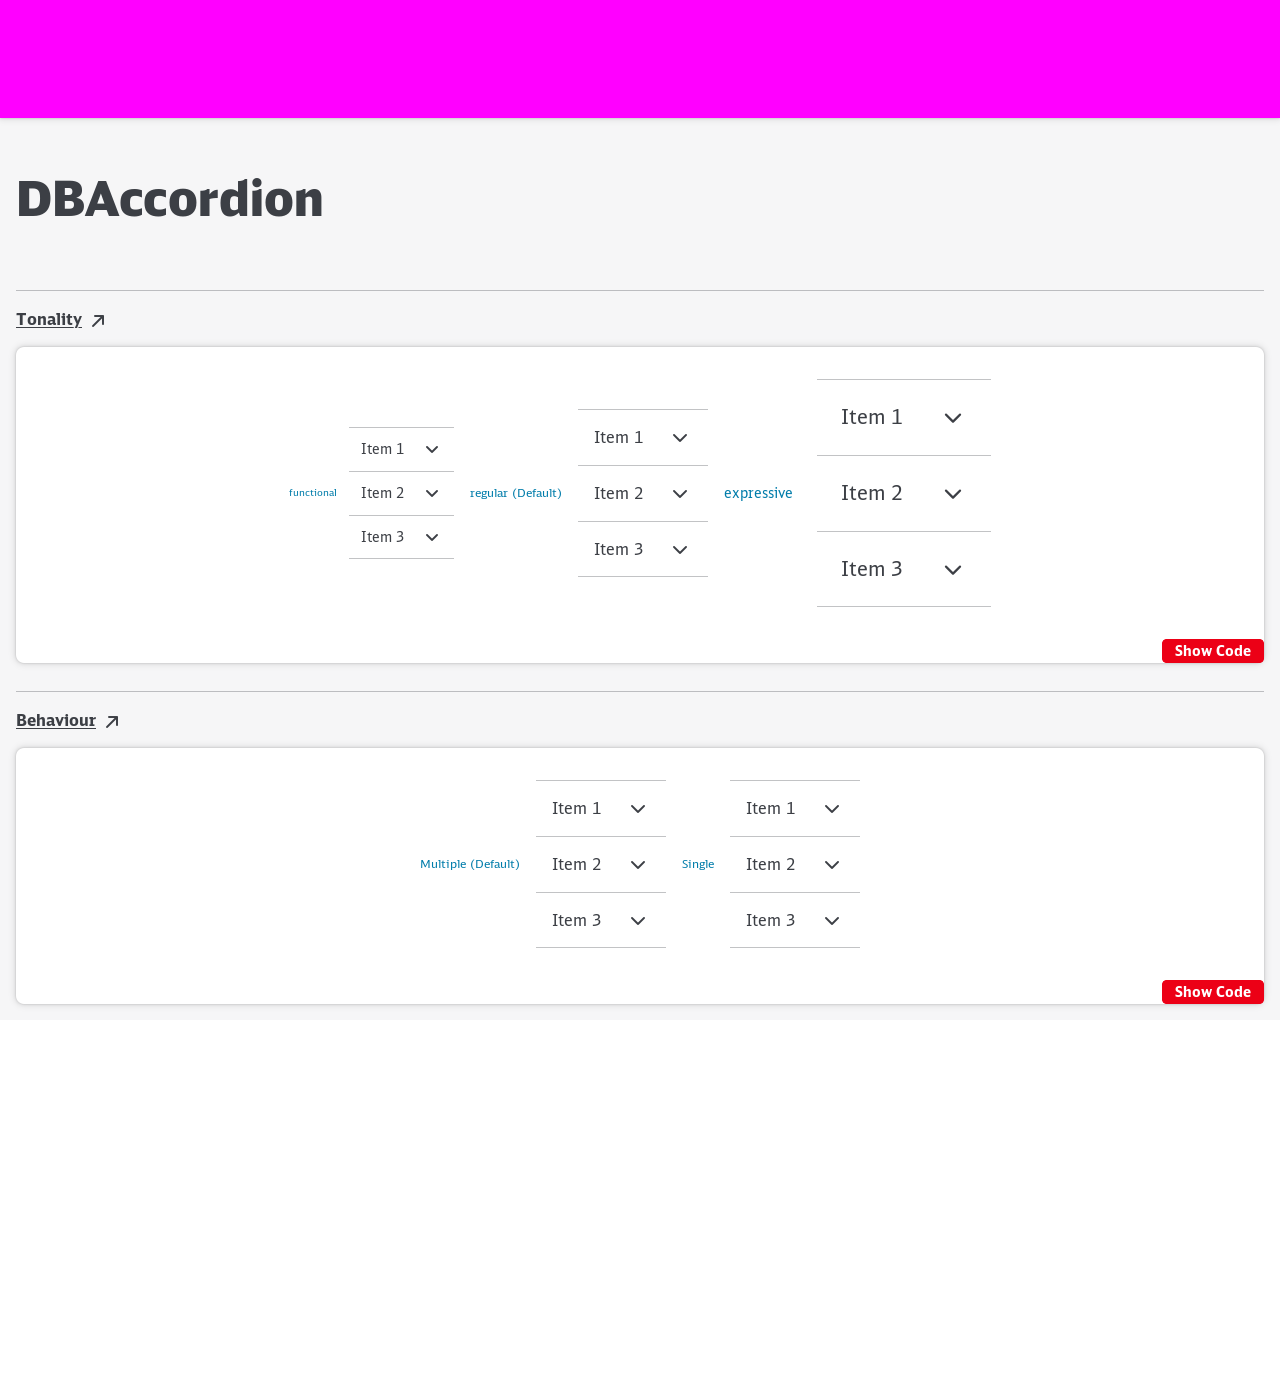 DBAccordion
Tonality
functional
Item 1
Item 2
Item 3
regular (Default)
Item 1
Item 2
Item 3
expressive
Item 1
Item 2
Item 3
Show Code
Behaviour
Multiple (Default)
Item 1
Item 2
Item 3
Single
Item 1
Item 2
Item 3
Show Code